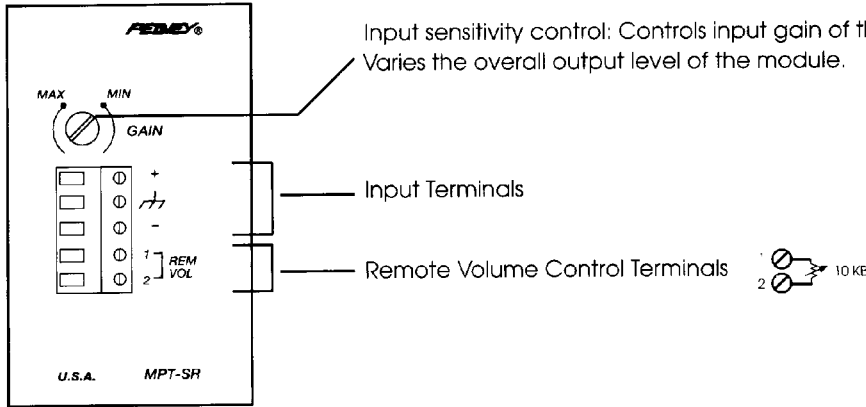 PEAVEY®
Input sensitivity control: Controls input gain of th
Varies the overall output level of the module.
MAX MIN
GAIN
+
-
Input Terminals
1
2
REM
VOL
Remote Volume Control Terminals
1
2
10 KB
U.S.A. MPT-SR